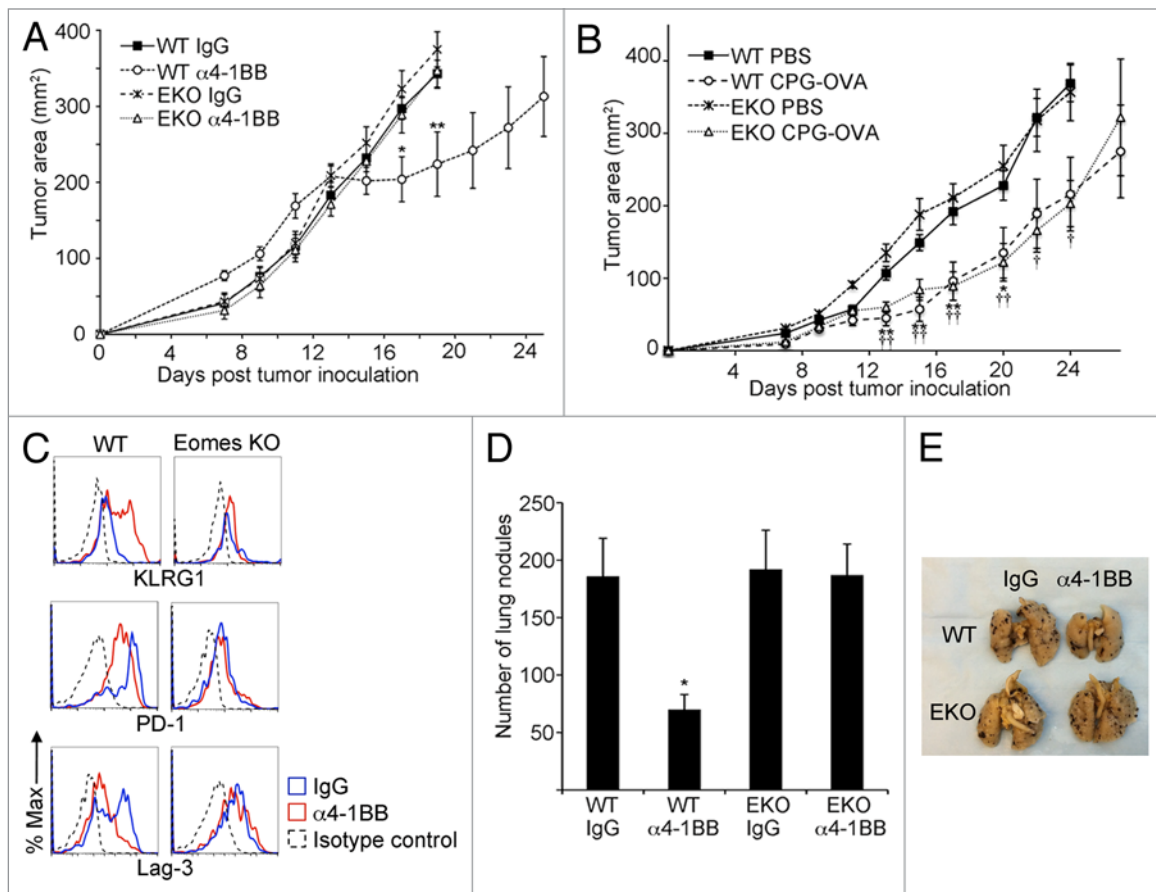 A
WT IgG
WT α4-1BB
EKO IgG
EKO α4-1BB
Tumor area (mm²)
400
300
200
100
0
*
**
0 4 8 12 16 20 24
Days post tumor inoculation
B
WT PBS
WT CPG-OVA
EKO PBS
EKO CPG-OVA
Tumor area (mm²)
400
300
200
100
0
**
††
**
††
**
††
*
††
†
†
4 8 12 16 20 24
Days post tumor inoculation
C
WT Eomes KO
KLRG1
PD-1
Lag-3
% Max
IgG
α4-1BB
Isotype control
D
Number of lung nodules
250
200
150
100
50
*
WT
IgG
WT
α4-1BB
EKO
IgG
EKO
α4-1BB
E
IgG α4-1BB
WT
EKO